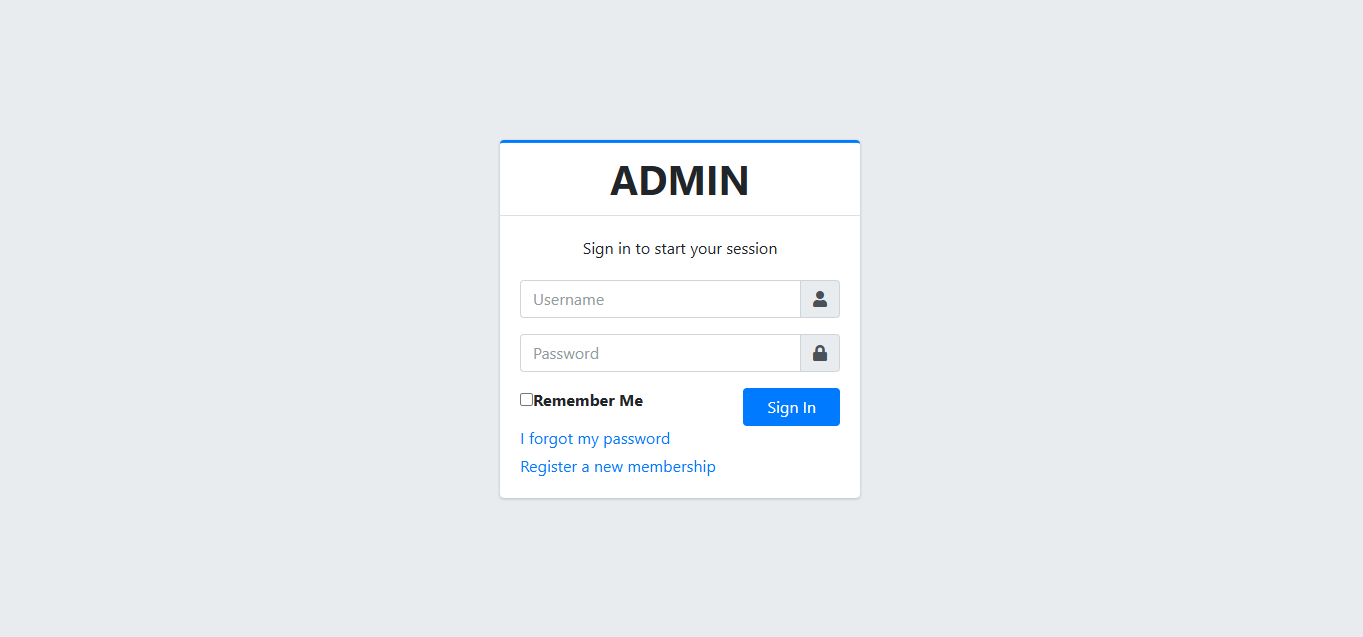 ADMIN
Sign in to start your session
Username
Password
Remember Me
Sign In
I forgot my password
Register a new membership